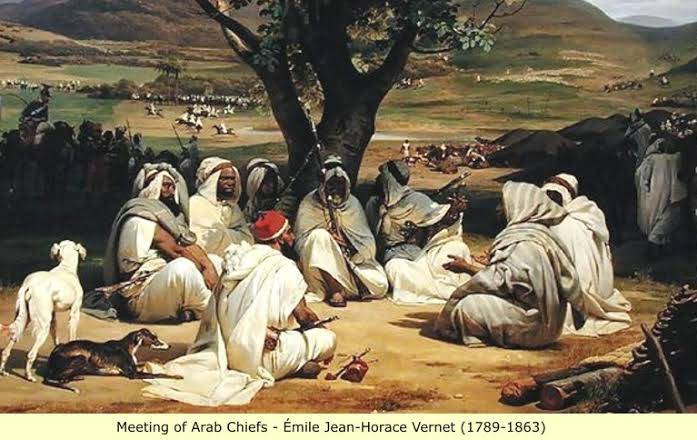 Meeting of Arab Chiefs - Émile Jean-Horace Vernet (1789-1863)